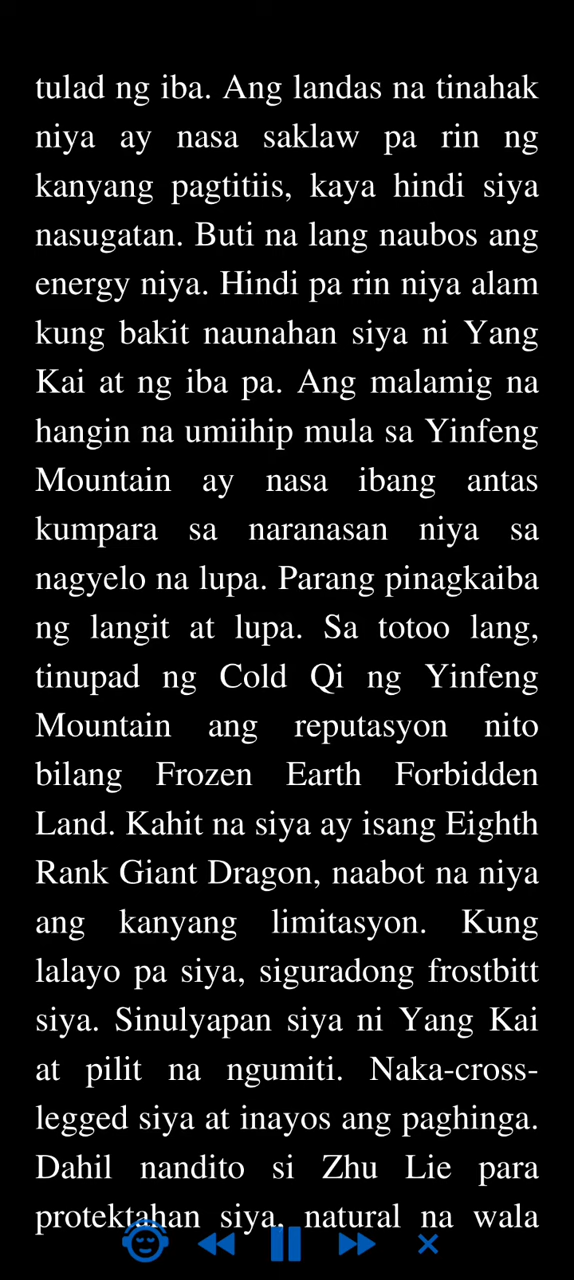 tulad ng iba. Ang landas na tinahak
niya ay nasa saklaw pa rin ng
kanyang pagtitiis, kaya hindi siya
nasugatan. Buti na lang naubos ang
energy niya. Hindi pa rin niya alam
kung bakit naunahan siya ni Yang
Kai at ng iba pa. Ang malamig na
hangin na umiihip mula sa Yinfeng
Mountain ay nasa ibang antas
kumpara sa naranasan niya sa
nagyelo na lupa. Parang pinagkaiba
ng langit at lupa. Sa totoo lang,
tinupad ng Cold Qi ng Yinfeng
Mountain ang reputasyon nito
bilang Frozen Earth Forbidden
Land. Kahit na siya ay isang Eighth
Rank Giant Dragon, naabot na niya
ang kanyang limitasyon. Kung
lalayo pa siya, siguradong frostbitt
siya. Sinulyapan siya ni Yang Kai
at pilit na ngumiti. Naka-cross-
legged siya at inayos ang paghinga.
Dahil nandito si Zhu Lie para
protektahan siya, natural na wala